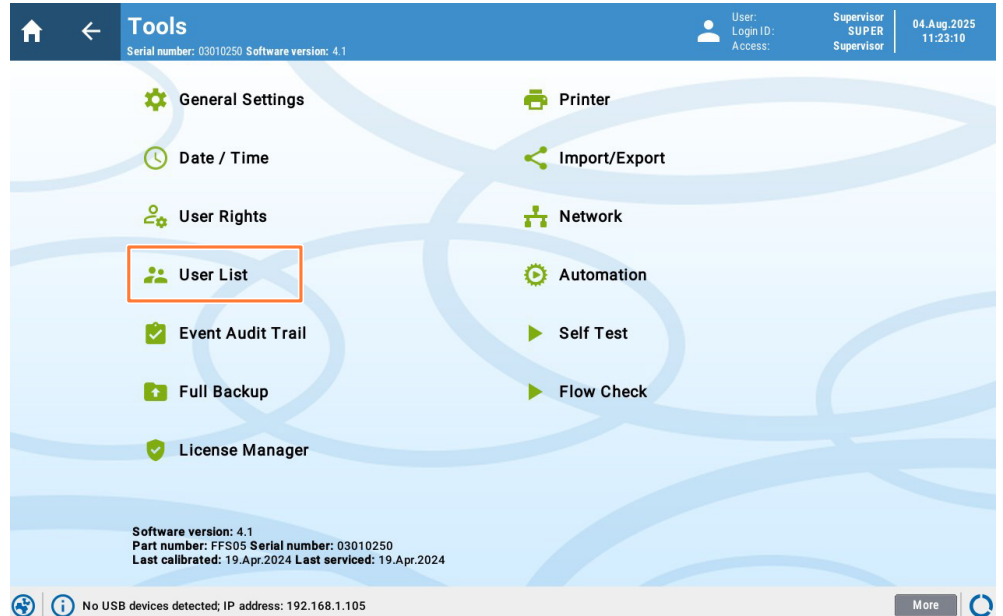 Tools
Serial number: 03010250 Software version: 4.1
User: Supervisor
Login ID: SUPER
Access: Supervisor
04.Aug.2025
11:23:10
General Settings
Printer
Date / Time
Import/Export
User Rights
Network
User List
Automation
Event Audit Trail
Self Test
Full Backup
Flow Check
License Manager
Software version: 4.1
Part number: FFS05 Serial number: 03010250
Last calibrated: 19.Apr.2024 Last serviced: 19.Apr.2024
No USB devices detected; IP address: 192.168.1.105
More